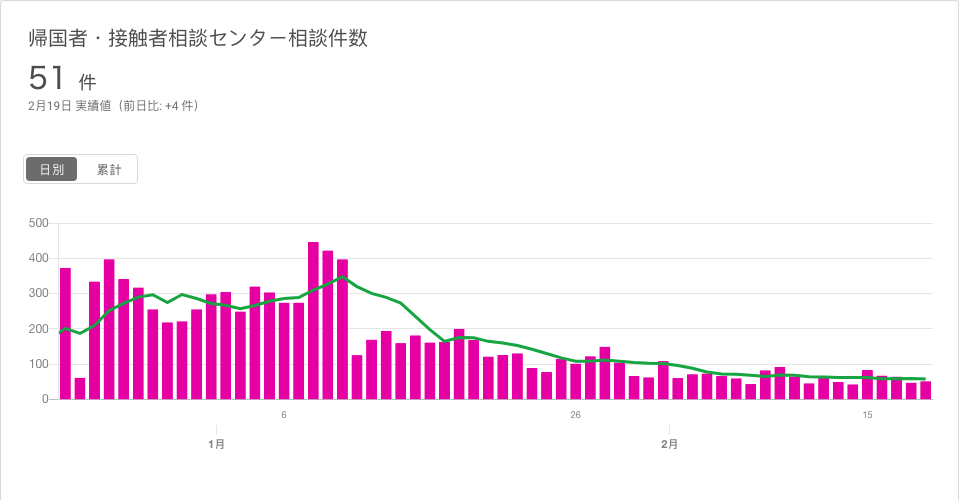 帰国者・接触者相談センター相談件数
51 件
2月19日 実績値（前日比: +4 件）
日別 累計
500
400
300
200
100
0
6 26 15
1月 2月